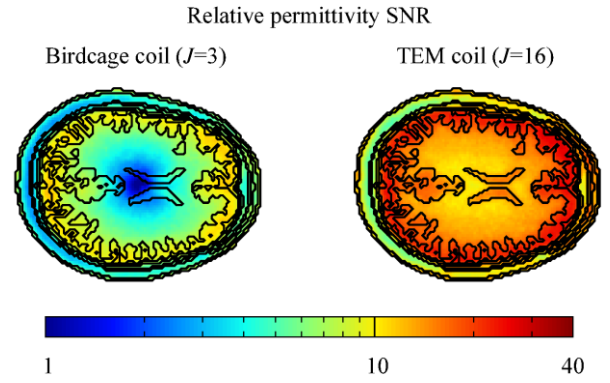 Relative permittivity SNR
Birdcage coil (J=3)
TEM coil (J=16)
1 10 40